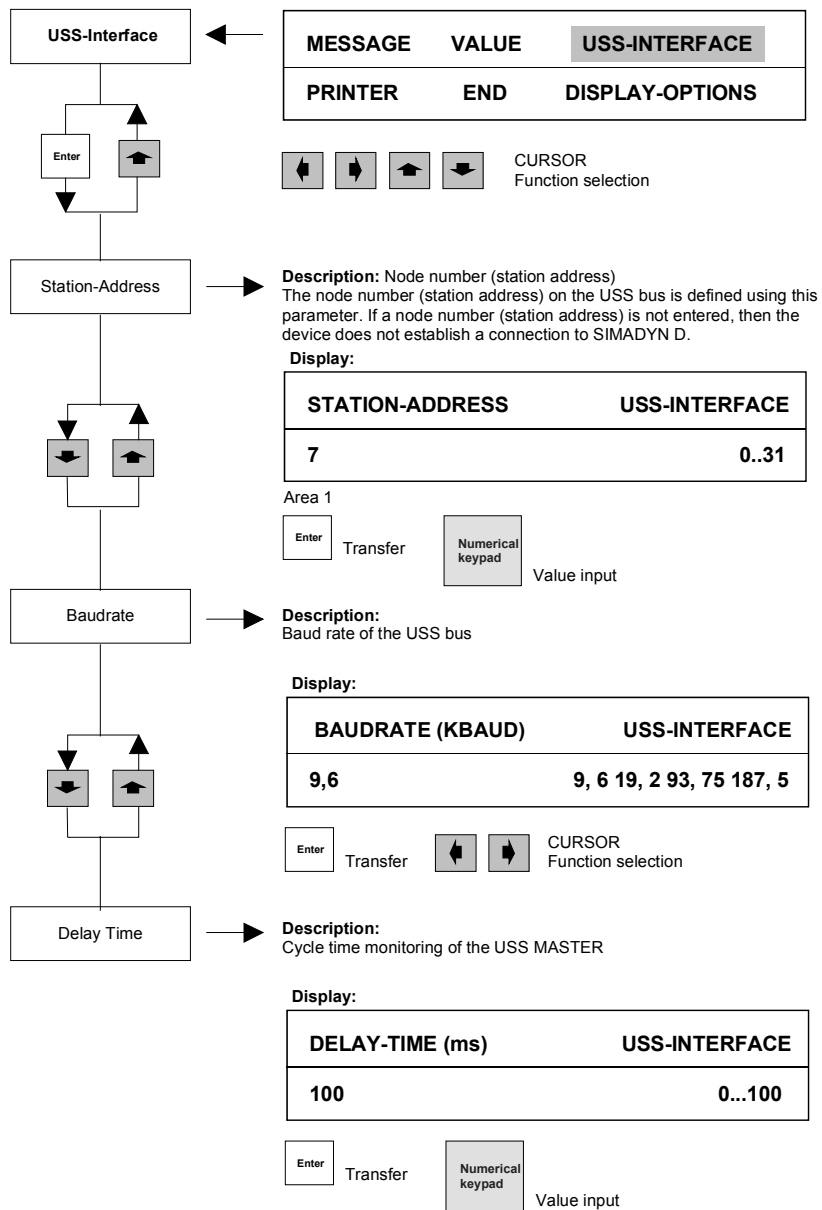 USS-Interface
MESSAGE VALUE USS-INTERFACE
PRINTER END DISPLAY-OPTIONS
Enter
CURSOR
Function selection
Station-Address
Description: Node number (station address)
The node number (station address) on the USS bus is defined using this
parameter. If a node number (station address) is not entered, then the
device does not establish a connection to SIMADYN D.
Display:
STATION-ADDRESS USS-INTERFACE
7 0..31
Area 1
Enter
Transfer
Numerical
keypad
Value input
Baudrate
Description:
Baud rate of the USS bus
Display:
BAUDRATE (KBAUD) USS-INTERFACE
9,6 9, 6 19, 2 93, 75 187, 5
Enter
Transfer
CURSOR
Function selection
Delay Time
Description:
Cycle time monitoring of the USS MASTER
Display:
DELAY-TIME (ms) USS-INTERFACE
100 0...100
Enter
Transfer
Numerical
keypad
Value input